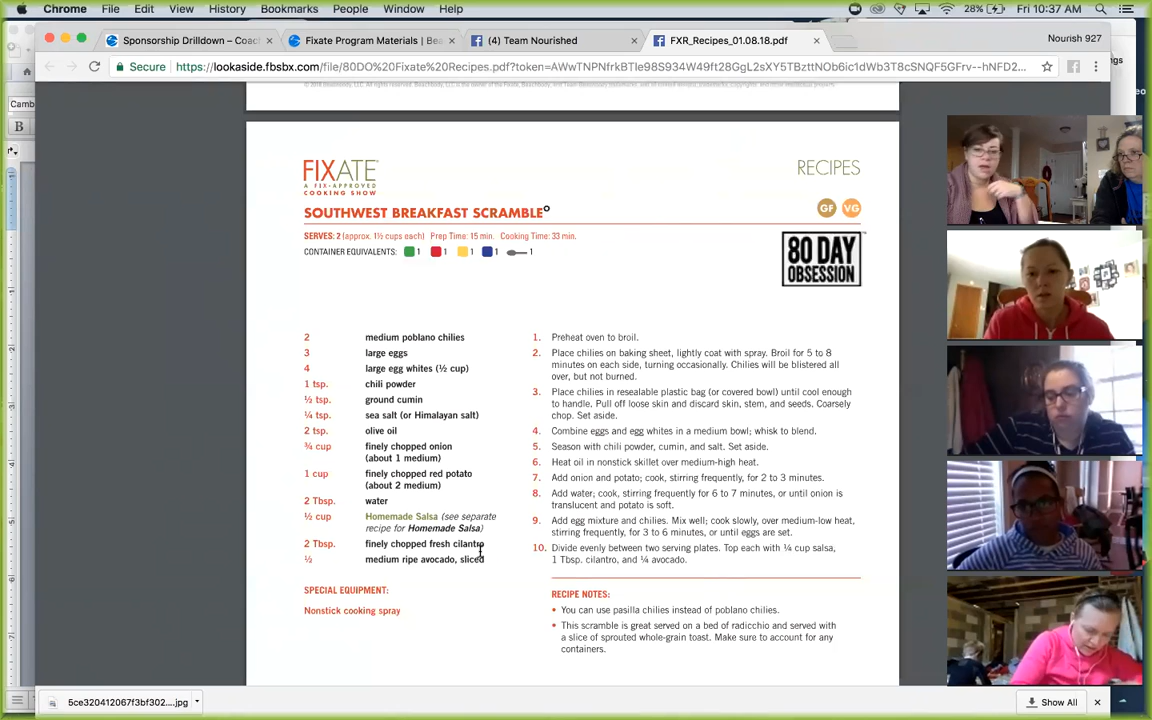 Chrome File Edit View History Bookmarks People Window Help 28% Fri 10:37 AM
Sponsorship Drilldown – Coac × Fixate Program Materials | Bea × (4) Team Nourished × FXR_Recipes_01.08.18.pdf × Nourish 927
Secure https://lookaside.fbsbx.com/file/80DO%20Fixate%20Recipes.pdf?token=
Camb
B
FIXATE
A FIX-APPROVED
COOKING SHOW
RECIPES
SOUTHWEST BREAKFAST SCRAMBLE
GF VG
SERVES: 2 (approx. 1½ cups each) Prep Time: 15 min. Cooking Time: 33 min.
CONTAINER EQUIVALENTS: 1 1 1 1 1
80 DAY
OBSESSION
2 medium poblano chilies
3 large eggs
4 large egg whites (½ cup)
1 tsp. chili powder
½ tsp. ground cumin
¼ tsp. sea salt (or Himalayan salt)
2 tsp. olive oil
¾ cup finely chopped onion
(about 1 medium)
1 cup finely chopped red potato
(about 2 medium)
2 Tbsp. water
½ cup Homemade Salsa (see separate
recipe for Homemade Salsa)
2 Tbsp. finely chopped fresh cilantro
½ medium ripe avocado, sliced
SPECIAL EQUIPMENT:
Nonstick cooking spray
1. Preheat oven to broil.
2. Place chilies on baking sheet, lightly coat with spray. Broil for 5 to 8
minutes on each side, turning occasionally. Chilies will be blistered all
over, but not burned.
3. Place chilies in resealable plastic bag (or covered bowl) until cool enough
to handle. Pull off loose skin and discard skin, stem, and seeds. Coarsely
chop. Set aside.
4. Combine eggs and egg whites in a medium bowl; whisk to blend.
5. Season with chili powder, cumin, and salt. Set aside.
6. Heat oil in nonstick skillet over medium-high heat.
7. Add onion and potato; cook, stirring frequently, for 2 to 3 minutes.
8. Add water; cook, stirring frequently for 6 to 7 minutes, or until onion is
translucent and potato is soft.
9. Add egg mixture and chilies. Mix well; cook slowly, over medium-low heat,
stirring frequently, for 3 to 6 minutes, or until eggs are set.
10. Divide evenly between two serving plates. Top each with ¼ cup salsa,
1 Tbsp. cilantro, and ¼ avocado.
RECIPE NOTES:
• You can use pasilla chilies instead of poblano chilies.
• This scramble is great served on a bed of radicchio and served with
a slice of sprouted whole-grain toast. Make sure to account for any
containers.
5ce320412067f3bf302....jpg
Show All ×